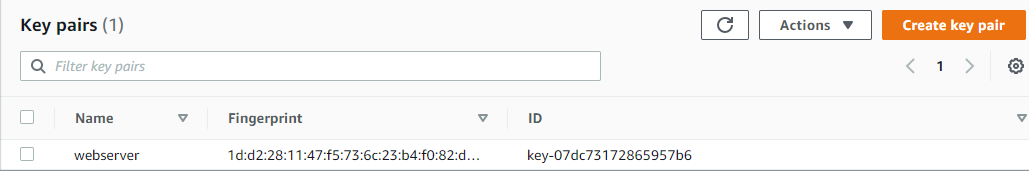 Key pairs (1)
Actions
Create key pair
Filter key pairs
1
Name Fingerprint ID
webserver 1d:d2:28:11:47:f5:73:6c:23:b4:f0:82:d... key-07dc73172865957b6